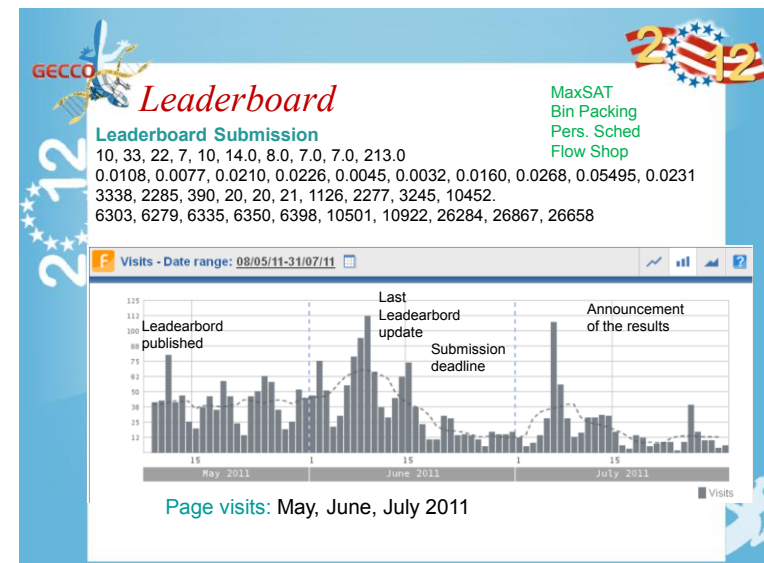 GECCO
2012
2012
Leaderboard
MaxSAT
Bin Packing
Pers. Sched
Flow Shop
Leaderboard Submission
10, 33, 22, 7, 10, 14.0, 8.0, 7.0, 7.0, 213.0
0.0108, 0.0077, 0.0210, 0.0226, 0.0045, 0.0032, 0.0160, 0.0268, 0.05495, 0.0231
3338, 2285, 390, 20, 20, 21, 1126, 2277, 3245, 10452.
6303, 6279, 6335, 6350, 6398, 10501, 10922, 26284, 26867, 26658
Visits - Date range: 08/05/11-31/07/11
?
125
112
100
88
75
62
50
38
25
12
Leadearbord
published
Last
Leadearbord
update
Submission
deadline
Announcement
of the results
15
1
15
1
15
May 2011
June 2011
July 2011
Visits
Page visits: May, June, July 2011